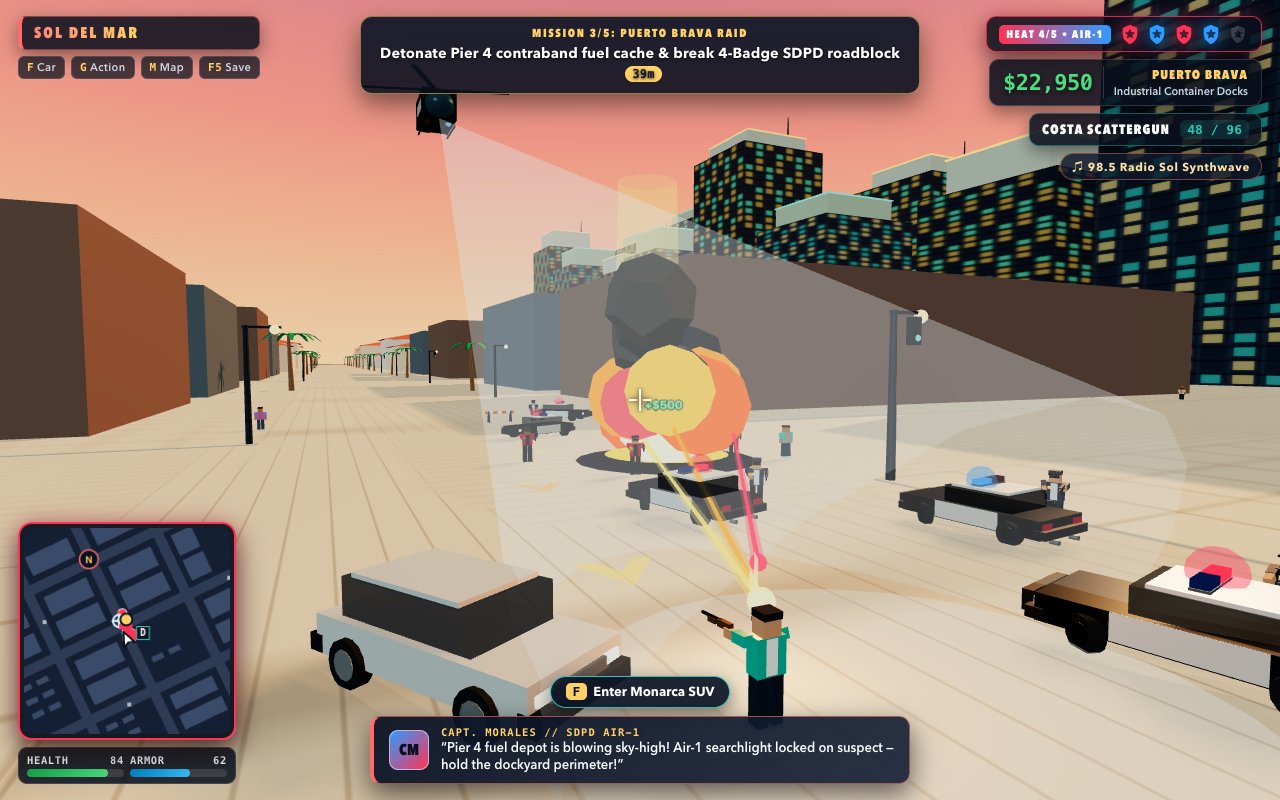 SOL DEL MAR
F Car
G Action
M Map
F5 Save
MISSION 3/5: PUERTO BRAVA RAID
Detonate Pier 4 contraband fuel cache & break 4-Badge SDPD roadblock
39m
HEAT 4/5 • AIR-1
$22,950
PUERTO BRAVA
Industrial Container Docks
COSTA SCATTERGUN 48 / 96
♫ 98.5 Radio Sol Synthwave
+$500
N
D
F Enter Monarca SUV
HEALTH 84 ARMOR 62
CM
CAPT. MORALES // SDPD AIR-1
“Pier 4 fuel depot is blowing sky-high! Air-1 searchlight locked on suspect —
hold the dockyard perimeter!”